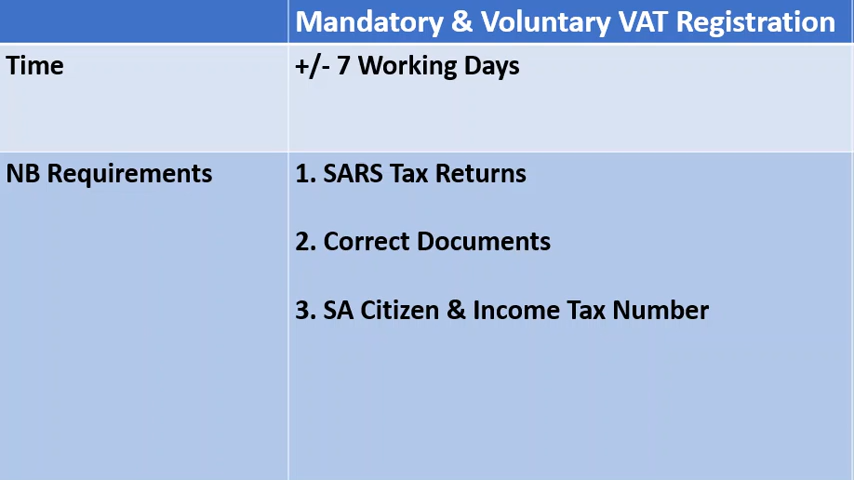 Mandatory & Voluntary VAT Registration
Time
+/- 7 Working Days
NB Requirements
1. SARS Tax Returns
2. Correct Documents
3. SA Citizen & Income Tax Number